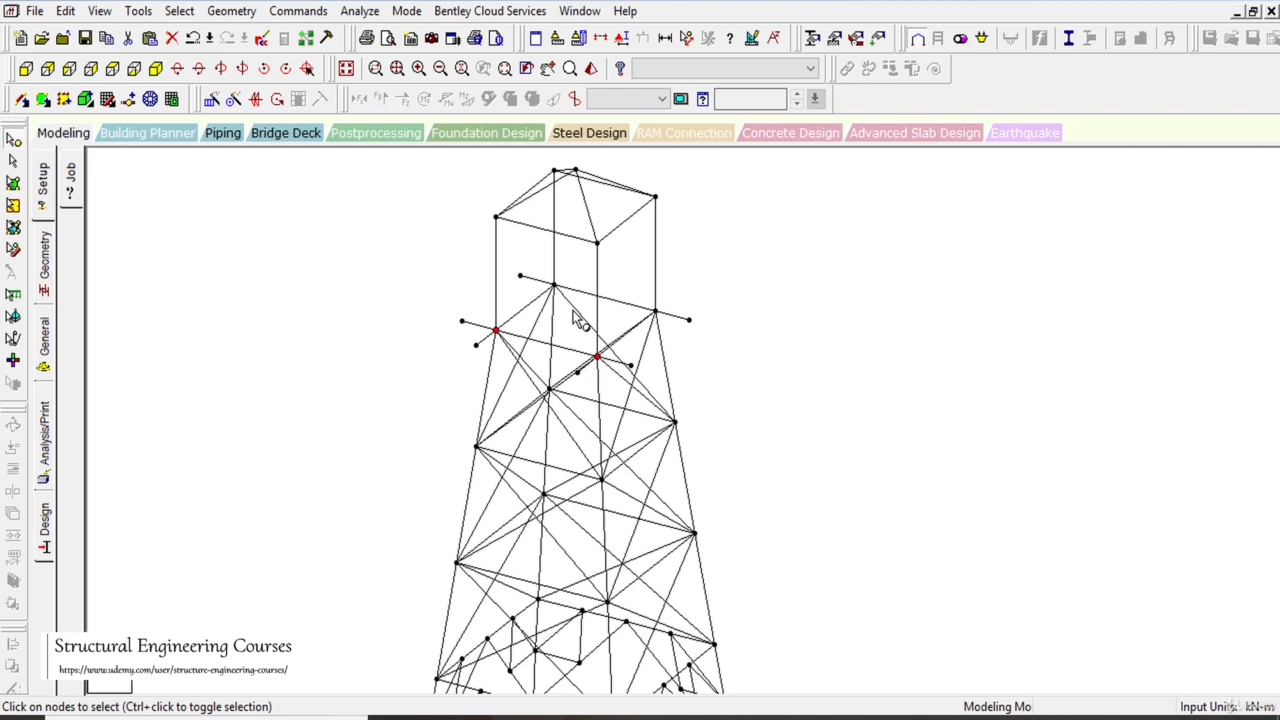 File Edit View Tools Select Geometry Commands Analyze Mode Bentley Cloud Services Window Help
Modeling Building Planner Piping Bridge Deck Postprocessing Foundation Design Steel Design RAM Connection Concrete Design Advanced Slab Design Earthquake
Setup
Job
Geometry
General
Analysis/Print
Design
Structural Engineering Courses
https://www.udemy.com/user/structure-engineering-courses/
Click on nodes to select (Ctrl+click to toggle selection)
Modeling Mo
Input Units: kN-m